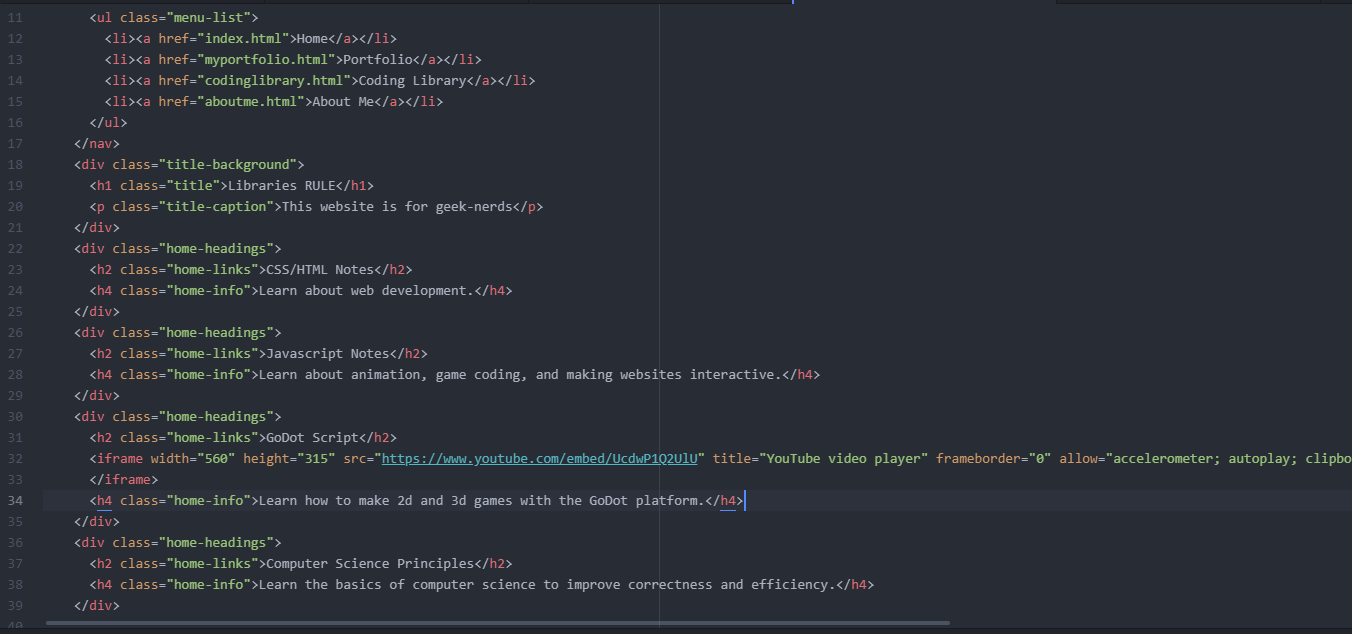 11 <ul class="menu-list">
12 <li><a href="index.html">Home</a></li>
13 <li><a href="myportfolio.html">Portfolio</a></li>
14 <li><a href="codinglibrary.html">Coding Library</a></li>
15 <li><a href="aboutme.html">About Me</a></li>
16 </ul>
17 </nav>
18 <div class="title-background">
19 <h1 class="title">Libraries RULE</h1>
20 <p class="title-caption">This website is for geek-nerds</p>
21 </div>
22 <div class="home-headings">
23 <h2 class="home-links">CSS/HTML Notes</h2>
24 <h4 class="home-info">Learn about web development.</h4>
25 </div>
26 <div class="home-headings">
27 <h2 class="home-links">Javascript Notes</h2>
28 <h4 class="home-info">Learn about animation, game coding, and making websites interactive.</h4>
29 </div>
30 <div class="home-headings">
31 <h2 class="home-links">GoDot Script</h2>
32 <iframe width="560" height="315" src="https://www.youtube.com/embed/UcdwP1Q2UlU" title="YouTube video player" frameborder="0" allow="accelerometer; autoplay; clipbo
33 </iframe>
34 <h4 class="home-info">Learn how to make 2d and 3d games with the GoDot platform.</h4>
35 </div>
36 <div class="home-headings">
37 <h2 class="home-links">Computer Science Principles</h2>
38 <h4 class="home-info">Learn the basics of computer science to improve correctness and efficiency.</h4>
39 </div>
40